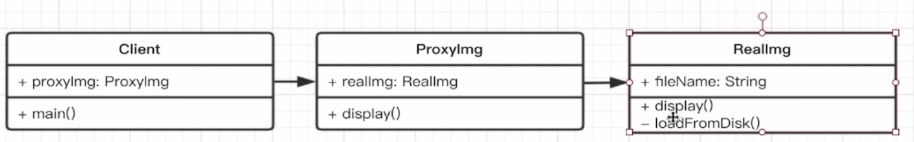 Client
+ proxyImg: ProxyImg
+ main()
ProxyImg
+ realImg: RealImg
+ display()
RealImg
+ fileName: String
+ display()
− loadFromDisk()